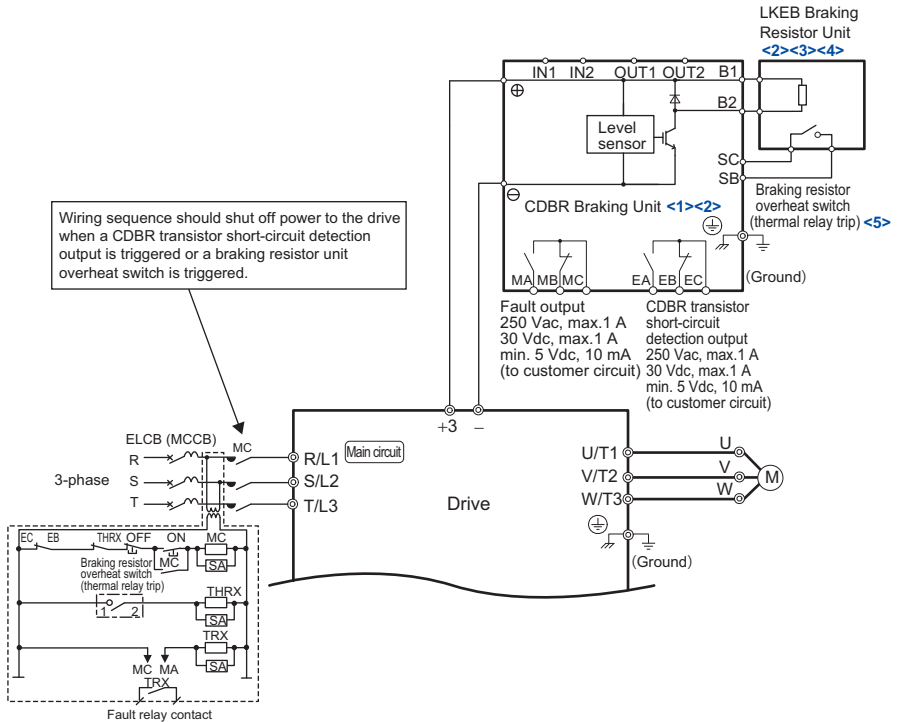 LKEB Braking
Resistor Unit
<2><3><4>
IN1 IN2 OUT1 OUT2 B1
B2
Level
sensor
SC
SB
⊕
⊖
CDBR Braking Unit <1><2>
Braking resistor
overheat switch
(thermal relay trip) <5>
(Ground)
MA MB MC
EA EB EC
Fault output
250 Vac, max.1 A
30 Vdc, max.1 A
min. 5 Vdc, 10 mA
(to customer circuit)
CDBR transistor
short-circuit
detection output
250 Vac, max.1 A
30 Vdc, max.1 A
min. 5 Vdc, 10 mA
(to customer circuit)
Wiring sequence should shut off power to the drive
when a CDBR transistor short-circuit detection
output is triggered or a braking resistor unit
overheat switch is triggered.
+3 −
ELCB (MCCB)
MC
3-phase
R
S
T
R/L1
S/L2
T/L3
Main circuit
Drive
U/T1
V/T2
W/T3
U
V
W
M
(Ground)
EC EB THRX OFF ON MC
MC
SA
Braking resistor
overheat switch
(thermal relay trip)
1 2
THRX
SA
TRX
SA
MC MA
TRX
Fault relay contact